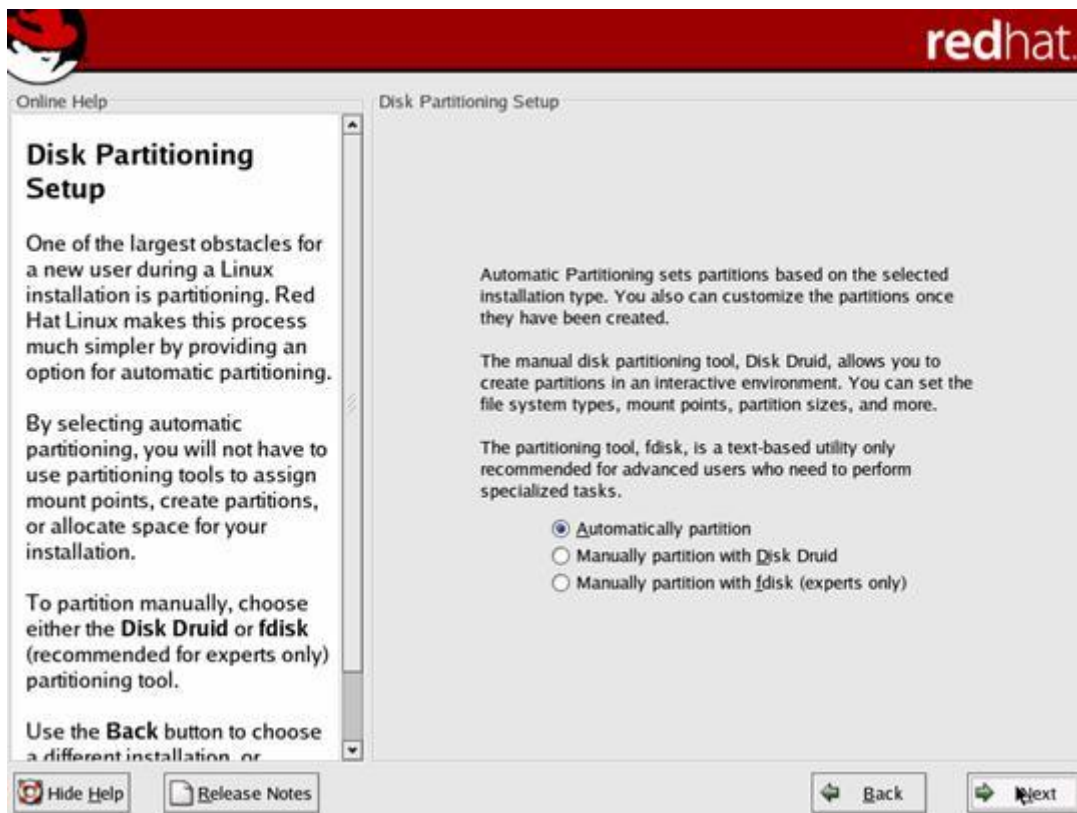 redhat.
Online Help
Disk Partitioning
Setup
One of the largest obstacles for
a new user during a Linux
installation is partitioning. Red
Hat Linux makes this process
much simpler by providing an
option for automatic partitioning.
By selecting automatic
partitioning, you will not have to
use partitioning tools to assign
mount points, create partitions,
or allocate space for your
installation.
To partition manually, choose
either the Disk Druid or fdisk
(recommended for experts only)
partitioning tool.
Use the Back button to choose
a different installation, or
Disk Partitioning Setup
Automatic Partitioning sets partitions based on the selected
installation type. You also can customize the partitions once
they have been created.
The manual disk partitioning tool, Disk Druid, allows you to
create partitions in an interactive environment. You can set the
file system types, mount points, partition sizes, and more.
The partitioning tool, fdisk, is a text-based utility only
recommended for advanced users who need to perform
specialized tasks.
Automatically partition
Manually partition with Disk Druid
Manually partition with fdisk (experts only)
Hide Help
Release Notes
Back
Next